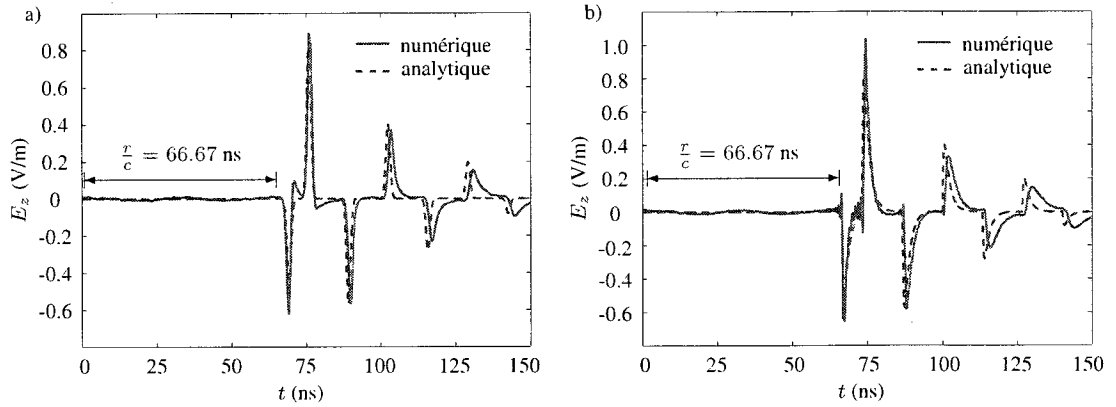 a)
numérique
analytique
r/c = 66.67 ns
E_z (V/m)
0.8
0.6
0.4
0.2
0
-0.2
-0.4
-0.6
0 25 50 75 100 125 150
t (ns)
b)
numérique
analytique
r/c = 66.67 ns
E_z (V/m)
1.0
0.8
0.6
0.4
0.2
0
-0.2
-0.4
-0.6
0 25 50 75 100 125 150
t (ns)